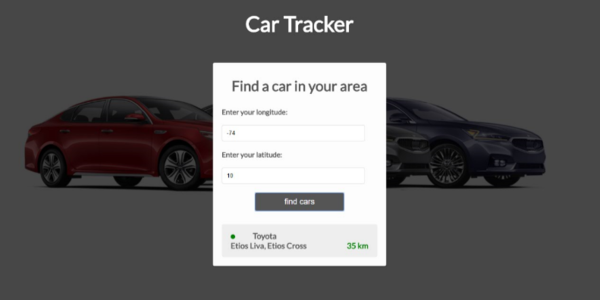 Car Tracker
Find a car in your area
Enter your longitude:
-74
Enter your latitude:
10
find cars
Toyota
Etios Liva, Etios Cross 35 km